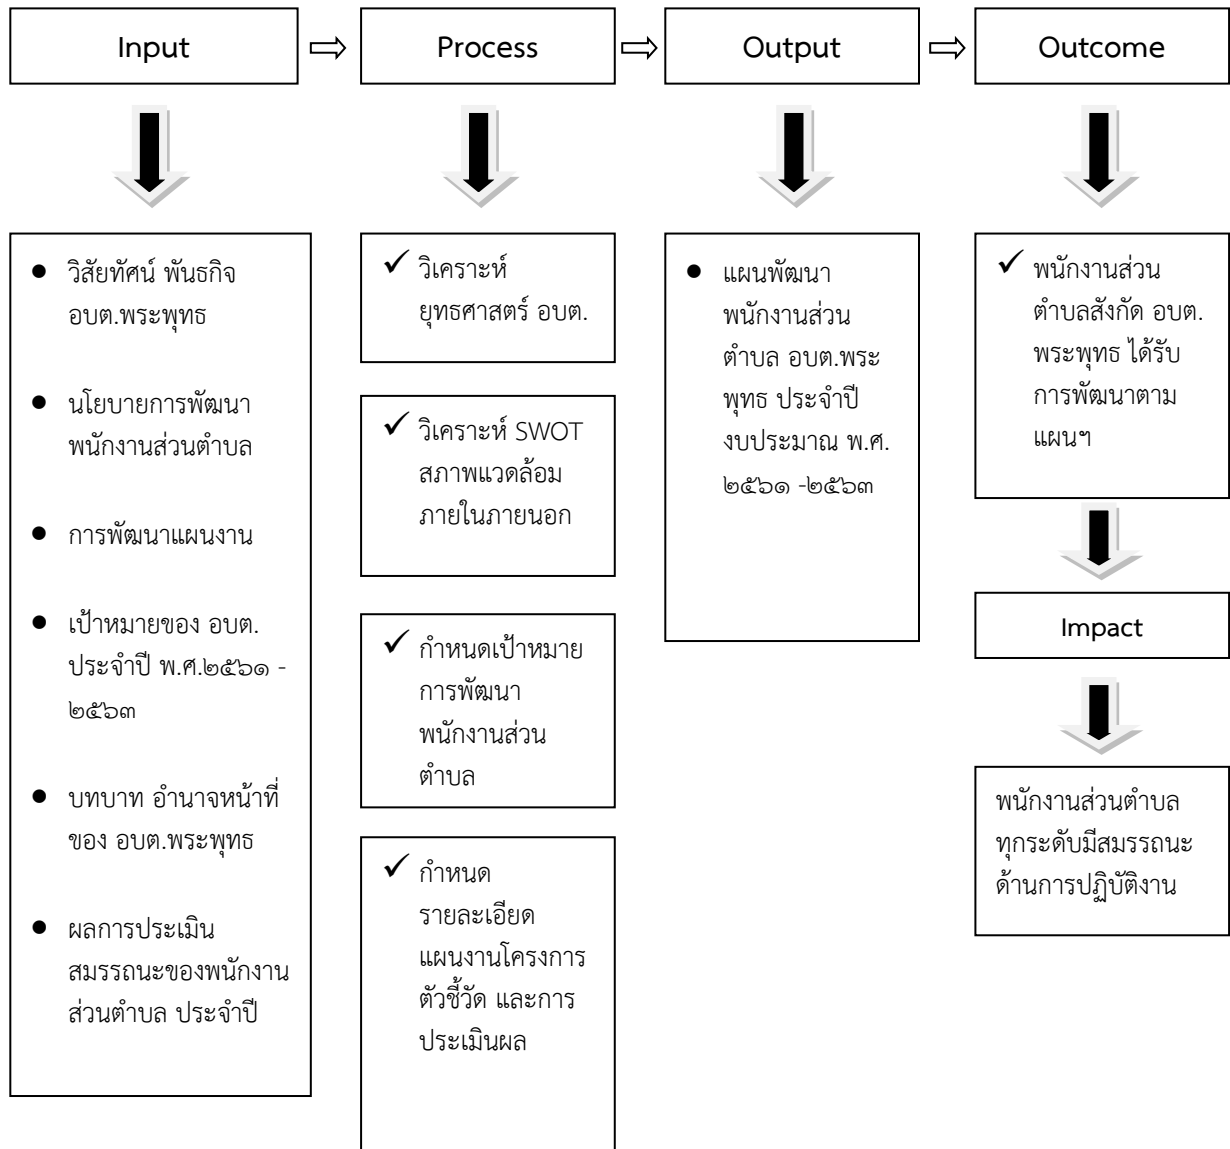 Input
Process
Output
Outcome
● วิสัยทัศน์ พันธกิจ
อบต.พระพุทธ
● นโยบายการพัฒนา
พนักงานส่วนตำบล
● การพัฒนาแผนงาน
● เป้าหมายของ อบต.
ประจำปี พ.ศ.๒๕๖๑ -
๒๕๖๓
● บทบาท อำนาจหน้าที่
ของ อบต.พระพุทธ
● ผลการประเมิน
สมรรถนะของพนักงาน
ส่วนตำบล ประจำปี
✓ วิเคราะห์
ยุทธศาสตร์ อบต.
✓ วิเคราะห์ SWOT
สภาพแวดล้อม
ภายในภายนอก
✓ กำหนดเป้าหมาย
การพัฒนา
พนักงานส่วน
ตำบล
✓ กำหนด
รายละเอียด
แผนงานโครงการ
ตัวชี้วัด และการ
ประเมินผล
● แผนพัฒนา
พนักงานส่วน
ตำบล อบต.พระ
พุทธ ประจำปี
งบประมาณ พ.ศ.
๒๕๖๑ -๒๕๖๓
✓ พนักงานส่วน
ตำบลสังกัด อบต.
พระพุทธ ได้รับ
การพัฒนาตาม
แผนฯ
Impact
พนักงานส่วนตำบล
ทุกระดับมีสมรรถนะ
ด้านการปฏิบัติงาน